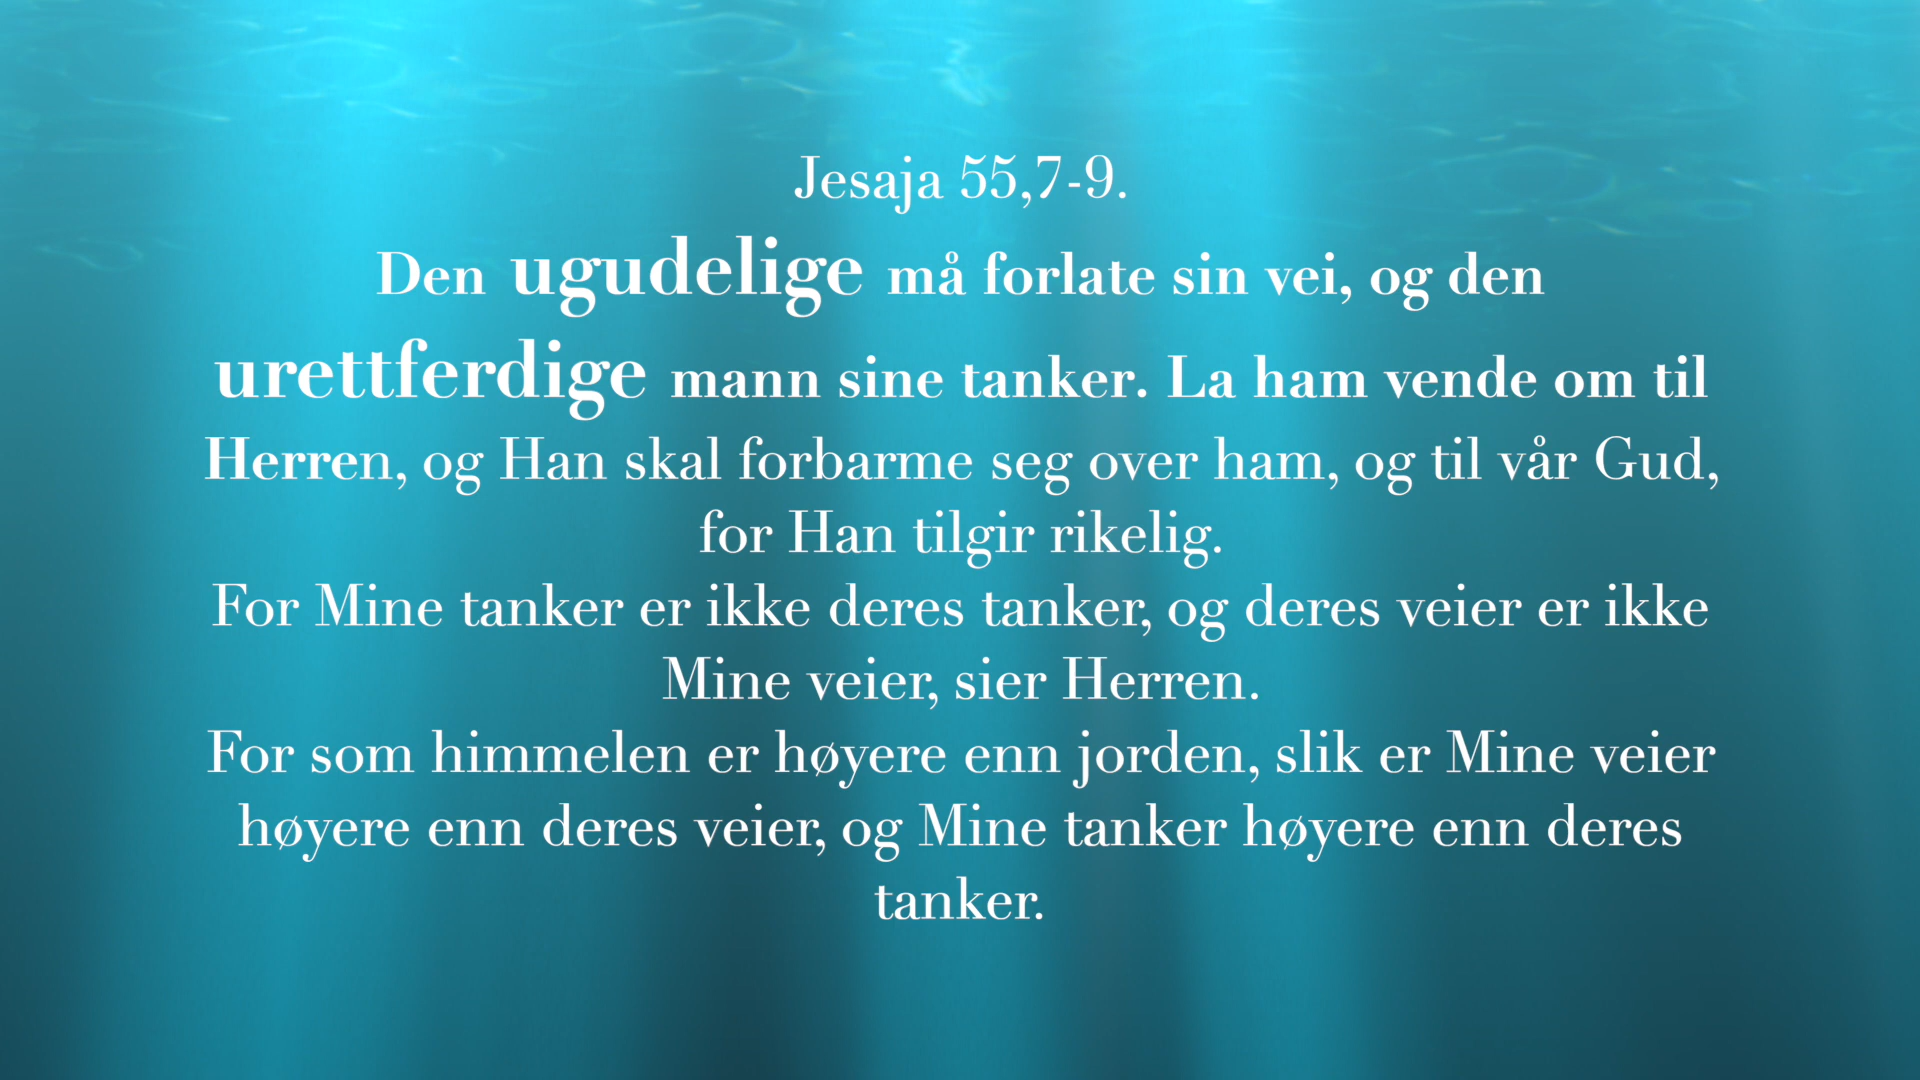 Jesaja 55,7-9.
Den ugudelige må forlate sin vei, og den
urettferdige mann sine tanker. La ham vende om til
Herren, og Han skal forbarme seg over ham, og til vår Gud,
for Han tilgir rikelig.
For Mine tanker er ikke deres tanker, og deres veier er ikke
Mine veier, sier Herren.
For som himmelen er høyere enn jorden, slik er Mine veier
høyere enn deres veier, og Mine tanker høyere enn deres
tanker.